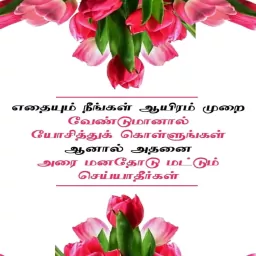 எதையும் நீங்கள் ஆயிரம் முறை
வேண்டுமானால்
யோசித்துக் கொள்ளுங்கள்
ஆனால் அதனை
அரை மனதோடு மட்டும்
செய்யாதீர்கள்